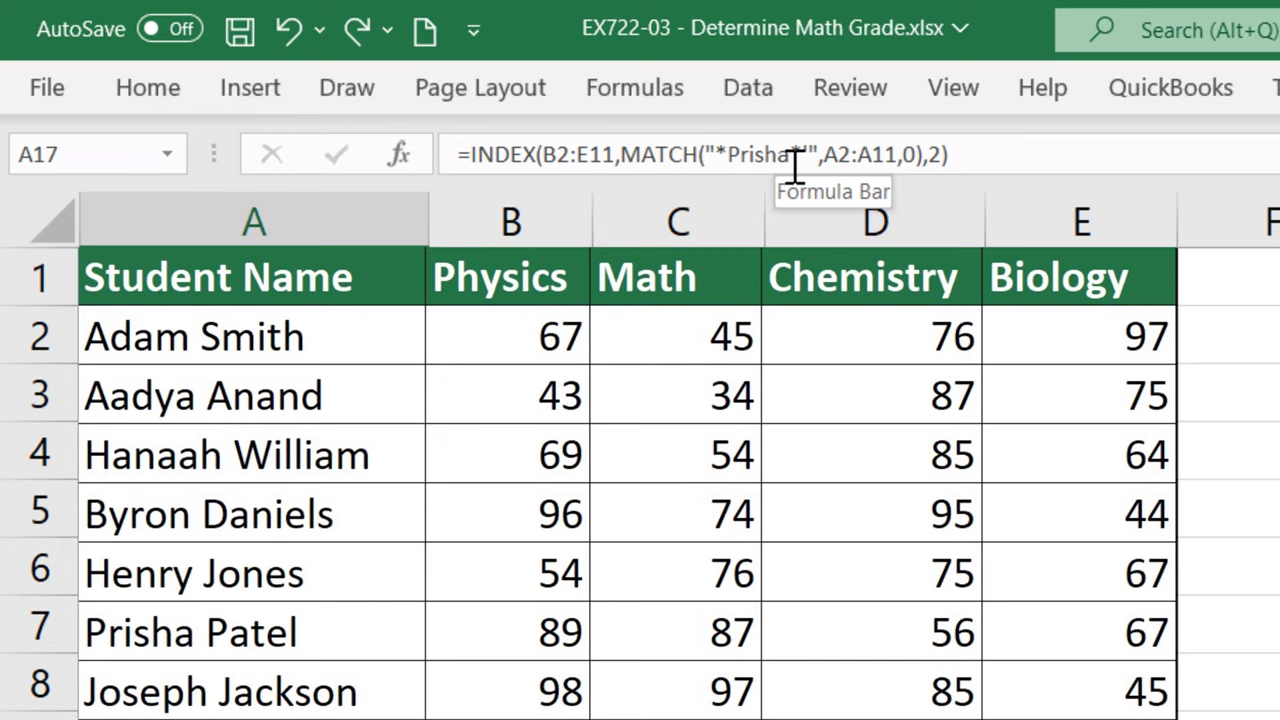 AutoSave Off EX722-03 - Determine Math Grade.xlsx Search (Alt+Q)
File Home Insert Draw Page Layout Formulas Data Review View Help QuickBooks
A17 fx =INDEX(B2:E11,MATCH("*Prisha*",A2:A11,0),2)
Formula Bar
A B C D E F
1 Student Name Physics Math Chemistry Biology
2 Adam Smith 67 45 76 97
3 Aadya Anand 43 34 87 75
4 Hanaah William 69 54 85 64
5 Byron Daniels 96 74 95 44
6 Henry Jones 54 76 75 67
7 Prisha Patel 89 87 56 67
8 Joseph Jackson 98 97 85 45